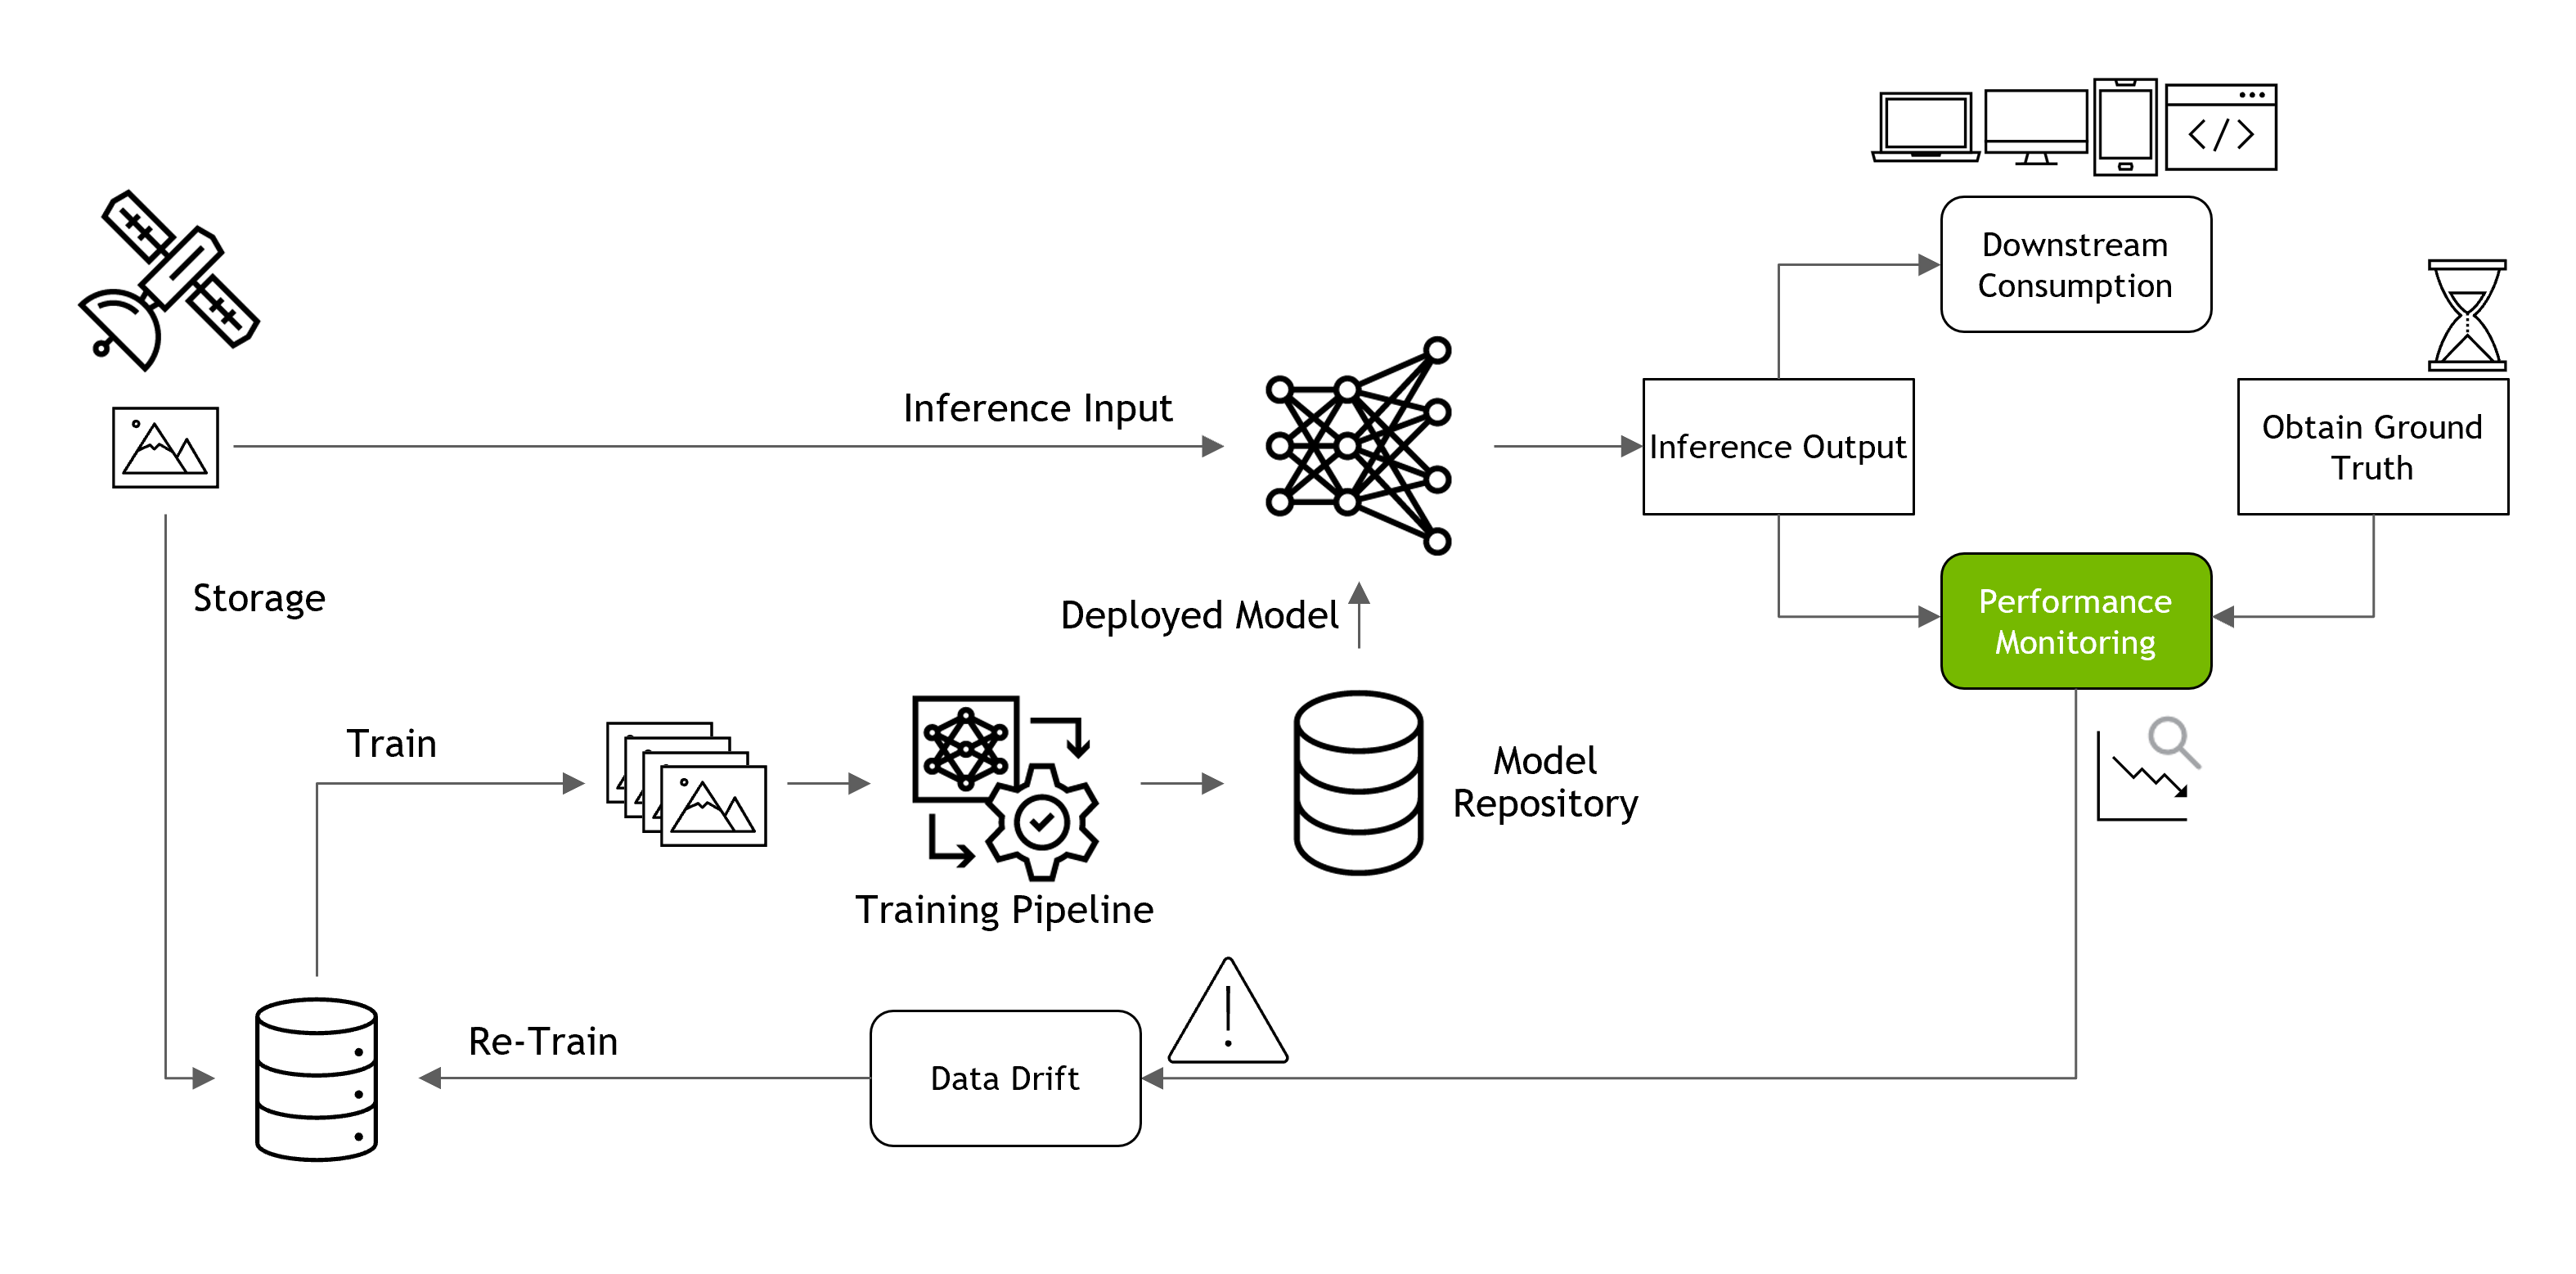 </>
Downstream
Consumption
Inference Input
Inference Output
Obtain Ground
Truth
Storage
Deployed Model
Performance
Monitoring
Train
Model
Repository
Training Pipeline
!
Re-Train
Data Drift